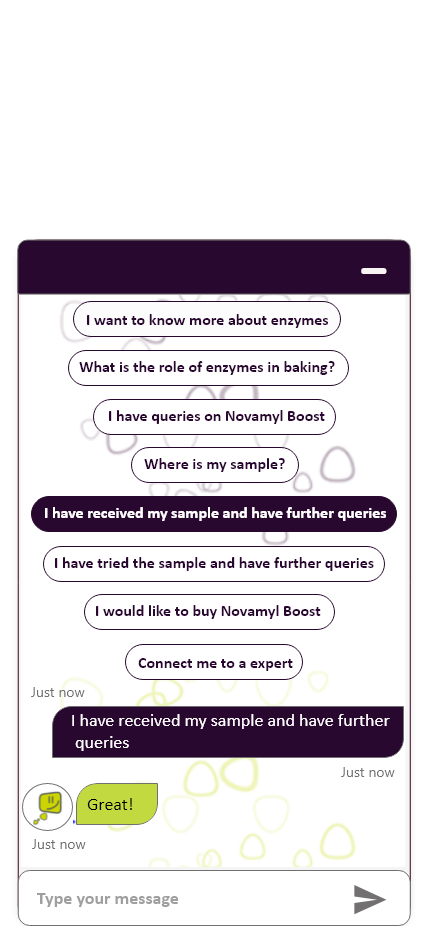 I want to know more about enzymes
What is the role of enzymes in baking?
I have queries on Novamyl Boost
Where is my sample?
I have received my sample and have further queries
I have tried the sample and have further queries
I would like to buy Novamyl Boost
Connect me to a expert
Just now
I have received my sample and have further
queries
Just now
Great!
Just now
Type your message